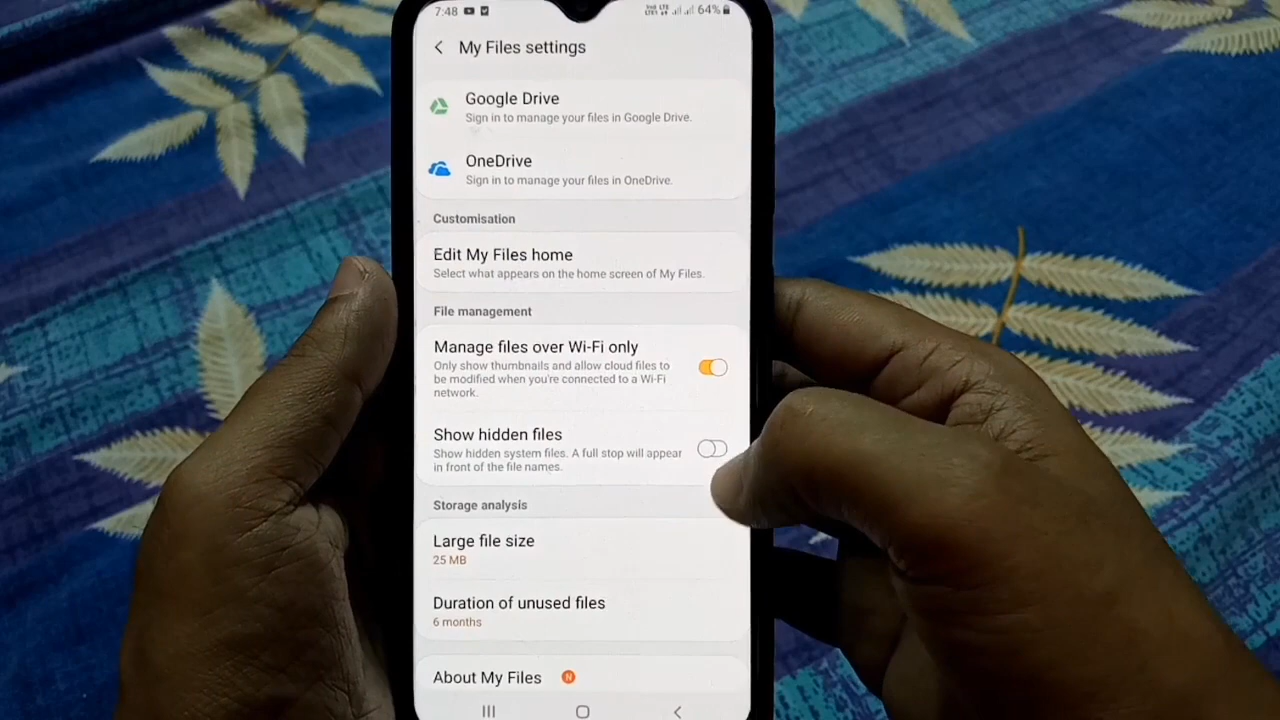 7:48
64%
My Files settings
Google Drive
Sign in to manage your files in Google Drive.
OneDrive
Sign in to manage your files in OneDrive.
Customisation
Edit My Files home
Select what appears on the home screen of My Files.
File management
Manage files over Wi-Fi only
Only show thumbnails and allow cloud files to
be modified when you're connected to a Wi-Fi
network.
Show hidden files
Show hidden system files. A full stop will appear
in front of the file names.
Storage analysis
Large file size
25 MB
Duration of unused files
6 months
About My Files
N